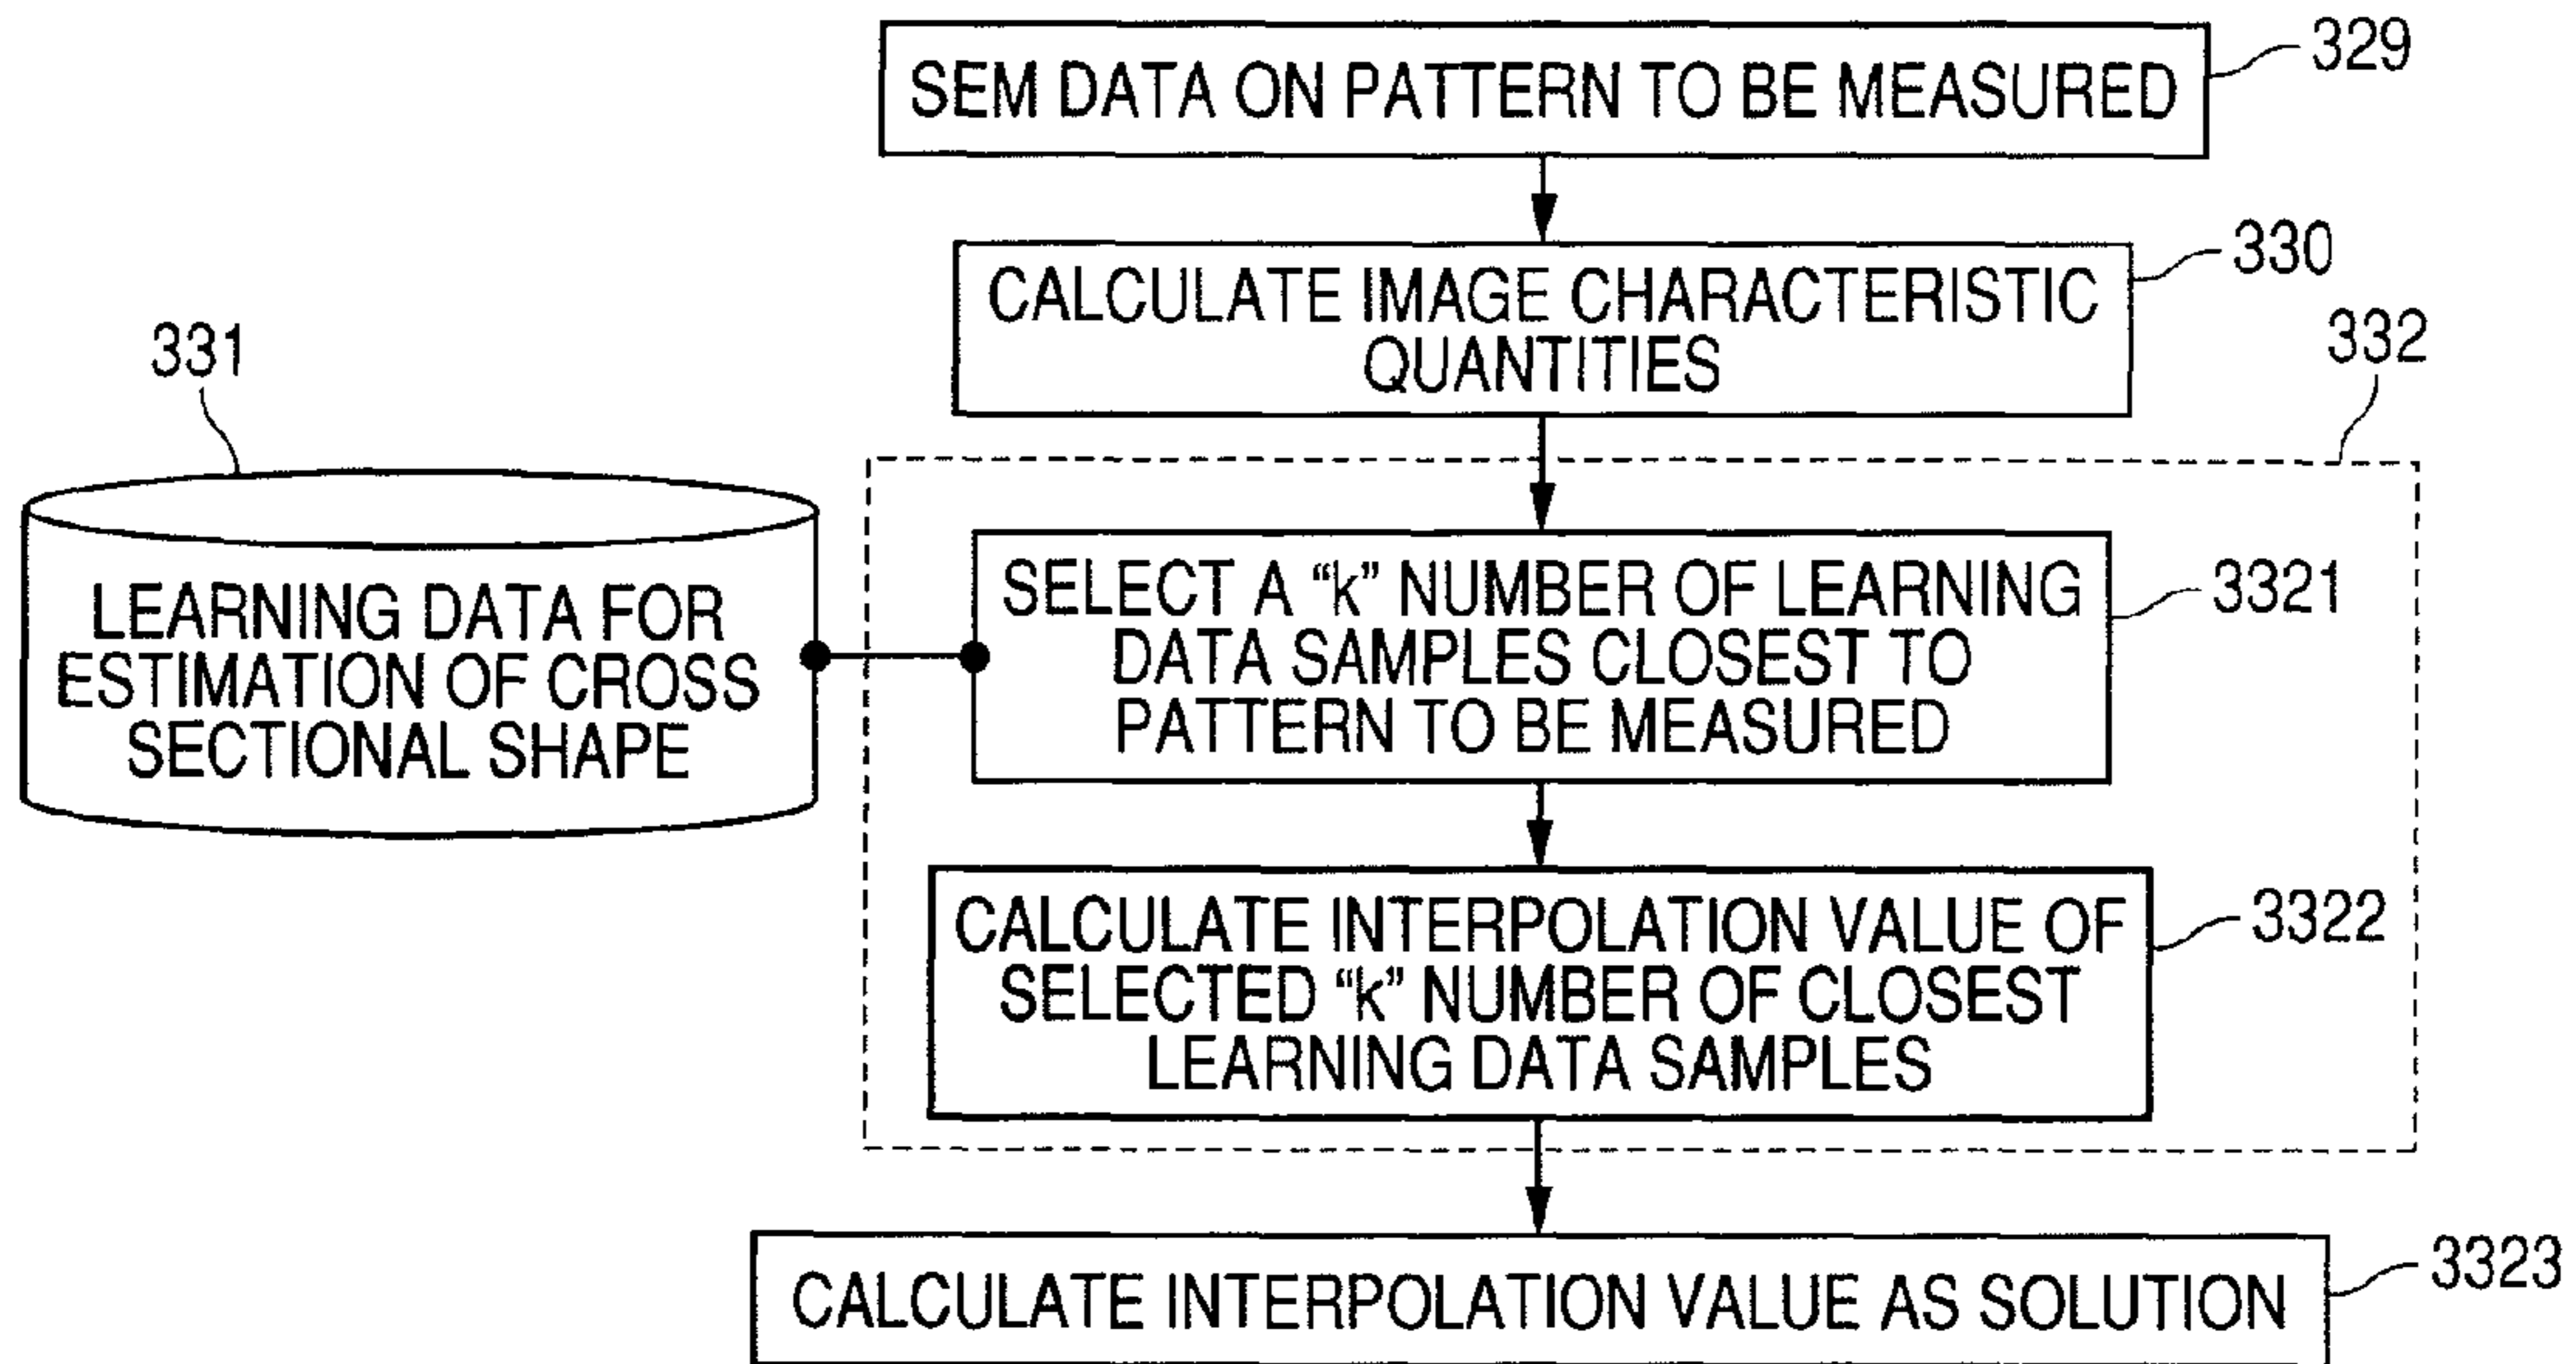 SEM DATA ON PATTERN TO BE MEASURED
329
CALCULATE IMAGE CHARACTERISTIC
QUANTITIES
330
331
332
LEARNING DATA FOR
ESTIMATION OF CROSS
SECTIONAL SHAPE
SELECT A “k” NUMBER OF LEARNING
DATA SAMPLES CLOSEST TO
PATTERN TO BE MEASURED
3321
CALCULATE INTERPOLATION VALUE OF
SELECTED “k” NUMBER OF CLOSEST
LEARNING DATA SAMPLES
3322
CALCULATE INTERPOLATION VALUE AS SOLUTION
3323